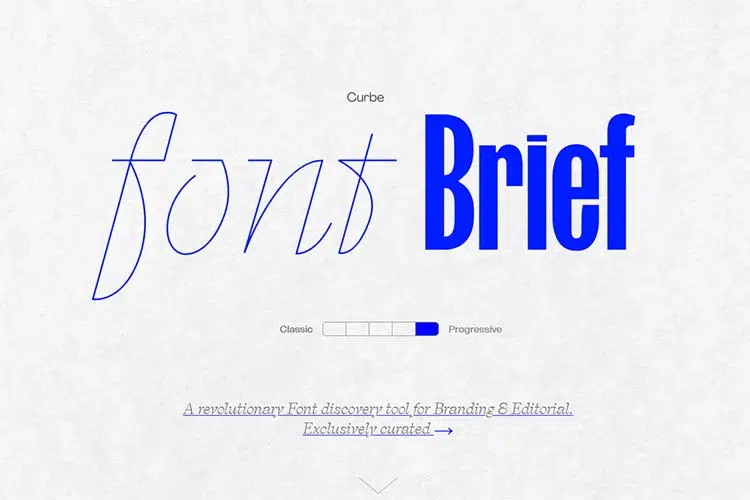 Curbe
font Brief
Classic Progressive
A revolutionary Font discovery tool for Branding & Editorial.
Exclusively curated →